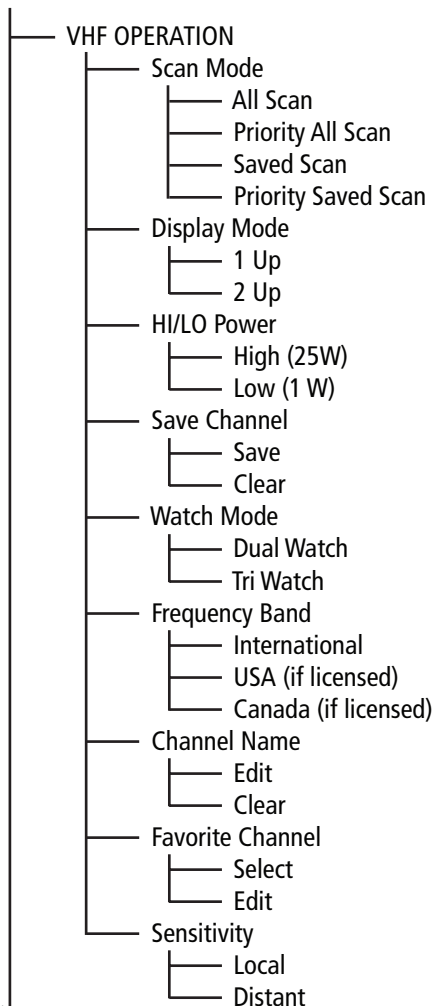 VHF OPERATION
Scan Mode
All Scan
Priority All Scan
Saved Scan
Priority Saved Scan
Display Mode
1 Up
2 Up
HI/LO Power
High (25W)
Low (1 W)
Save Channel
Save
Clear
Watch Mode
Dual Watch
Tri Watch
Frequency Band
International
USA (if licensed)
Canada (if licensed)
Channel Name
Edit
Clear
Favorite Channel
Select
Edit
Sensitivity
Local
Distant